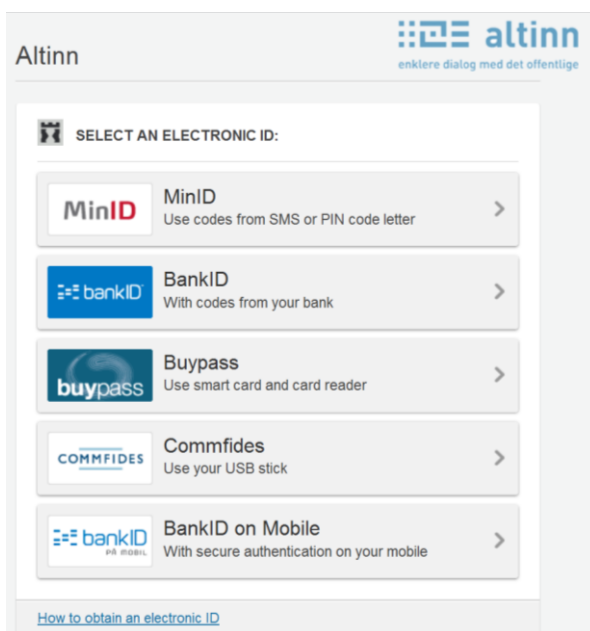 Altinn
altinn
enklere dialog med det offentlige
SELECT AN ELECTRONIC ID:
MinID
MinID
Use codes from SMS or PIN code letter
bankID
BankID
With codes from your bank
buypass
Buypass
Use smart card and card reader
COMMFIDES
Commfides
Use your USB stick
bankID
PÅ MOBIL
BankID on Mobile
With secure authentication on your mobile
How to obtain an electronic ID